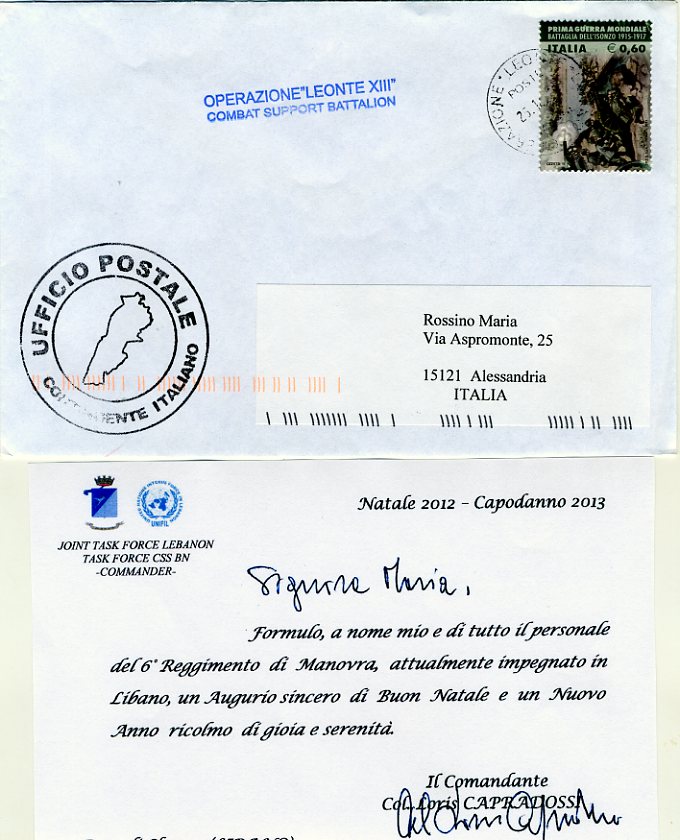 PRIMA GUERRA MONDIALE
BATTAGLIA DELL'ISONZO 1915-1917
ITALIA € 0,60
OPERAZIONE"LEONTE XIII"
COMBAT SUPPORT BATTALION
UFFICIO POSTALE
CONTINGENTE ITALIANO
Rossino Maria
Via Aspromonte, 25
15121 Alessandria
ITALIA
UNIFIL
Natale 2012 – Capodanno 2013
JOINT TASK FORCE LEBANON
TASK FORCE CSS BN
-COMMANDER-
Signora Maria,
Formulo, a nome mio e di tutto il personale
del 6° Reggimento di Manovra, attualmente impegnato in
Libano, un Augurio sincero di Buon Natale e un Nuovo
Anno ricolmo di gioia e serenità.
Il Comandante
Col. Loris CAPRADOSSI